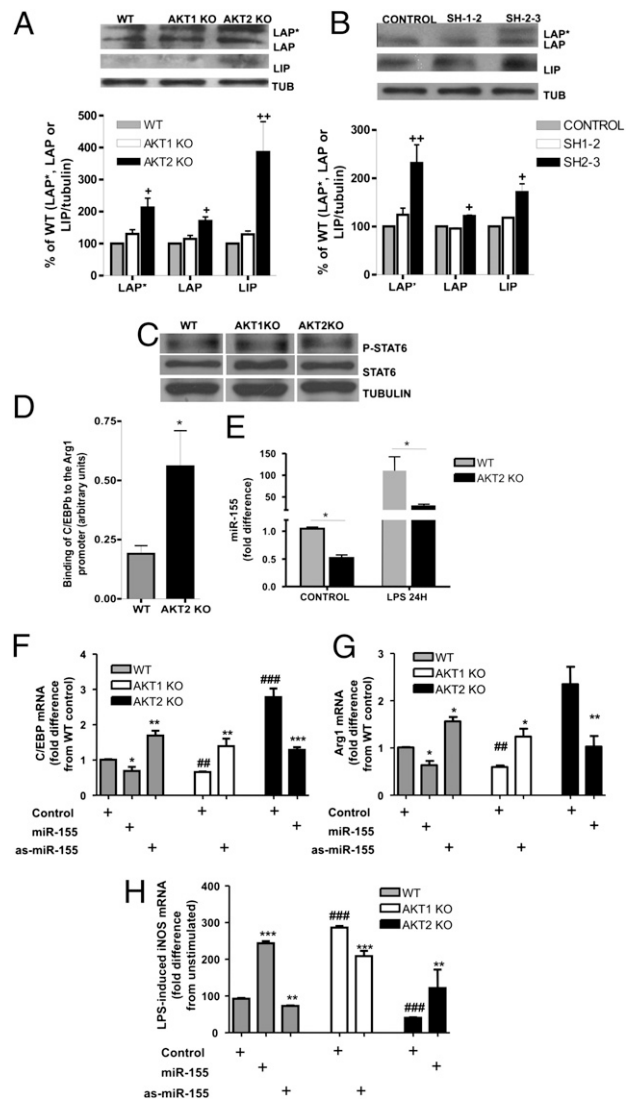 A
WT AKT1 KO AKT2 KO
LAP*
LAP
LIP
TUB
% of WT (LAP*, LAP or
LIP/tubulin)
500
400
300
200
100
0
WT
AKT1 KO
AKT2 KO
+
+
++
LAP* LAP LIP
B
CONTROL SH-1-2 SH-2-3
LAP*
LAP
LIP
TUB
% of WT (LAP*, LAP or
LIP/tubulin)
300
200
100
0
CONTROL
SH1-2
SH2-3
++
+
+
LAP* LAP LIP
C
WT AKT1KO AKT2KO
P-STAT6
STAT6
TUBULIN
D
Binding of C/EBPb to the Arg1
promoter (arbitrary units)
0.75
0.50
0.25
0.00
*
WT AKT2 KO
E
miR-155
(fold difference)
150
100
50
1.5
1.0
0.5
0.0
*
*
WT
AKT2 KO
CONTROL LPS 24H
F
C/EBP mRNA
(fold difference
from WT control)
4
3
2
1
0
WT
AKT1 KO
AKT2 KO
* ** ## ** ### ***
Control + + +
miR-155 + +
as-miR-155 + +
G
Arg1 mRNA
(fold difference
from WT control)
3
2
1
0
WT
AKT1 KO
AKT2 KO
* * ## * **
Control + + +
miR-155 + +
as-miR-155 + +
H
LPS-induced iNOS mRNA
(fold difference
from unstimulated)
400
300
200
100
0
WT
AKT1 KO
AKT2 KO
*** ** ### *** ### **
Control + + +
miR-155 + +
as-miR-155 + +